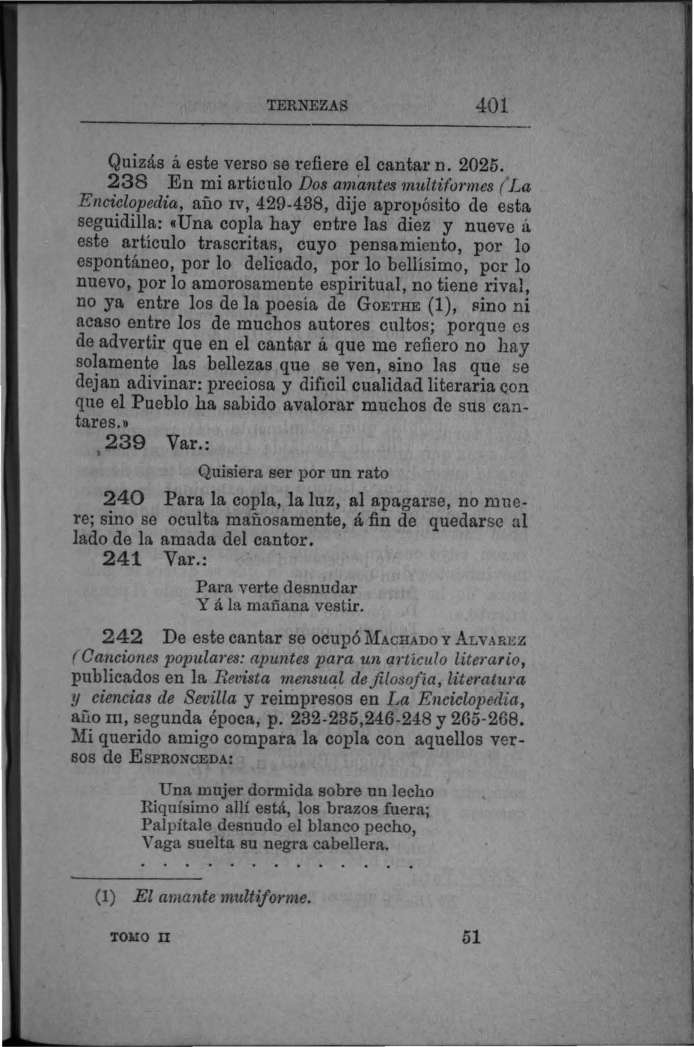 TERNEZAS 401
Quizás á este verso se refiere el cantar n. 2025.
238 En mi artículo Dos amantes multiformes (La
Enciclopedia, año IV, 429-438, dije apropósito de esta
seguidilla: «Una copla hay entre las diez y nueve á
este artículo trascritas, cuyo pensamiento, por lo
espontáneo, por lo delicado, por lo bellísimo, por lo
nuevo, por lo amorosamente espiritual, no tiene rival,
no ya entre los de la poesía de GOETHE (1), sino ni
acaso entre los de muchos autores cultos; porque es
de advertir que en el cantar á que me refiero no hay
solamente las bellezas que se ven, sino las que se
dejan adivinar: preciosa y difícil cualidad literaria con
que el Pueblo ha sabido avalorar muchos de sus can-
tares.»
239 Var.:
Quisiera ser por un rato
240 Para la copla, la luz, al apagarse, no mue-
re; sino se oculta mañosamente, á fin de quedarse al
lado de la amada del cantor.
241 Var.:
Para verte desnudar
Y á la mañana vestir.
242 De este cantar se ocupó MACHADO Y ALVAREZ
(Canciones populares: apuntes para un artículo literario,
publicados en la Revista mensual de filosofía, literatura
y ciencias de Sevilla y reimpresos en La Enciclopedia,
año III, segunda época, p. 232-235,246-248 y 265-268.
Mi querido amigo compara la copla con aquellos ver-
sos de ESPRONCEDA:
Una mujer dormida sobre un lecho
Riquísimo allí está, los brazos fuera;
Palpítale desnudo el blanco pecho,
Vaga suelta su negra cabellera.
. . . . . . . . . . . . .
(1) El amante multiforme.
TOMO II 51